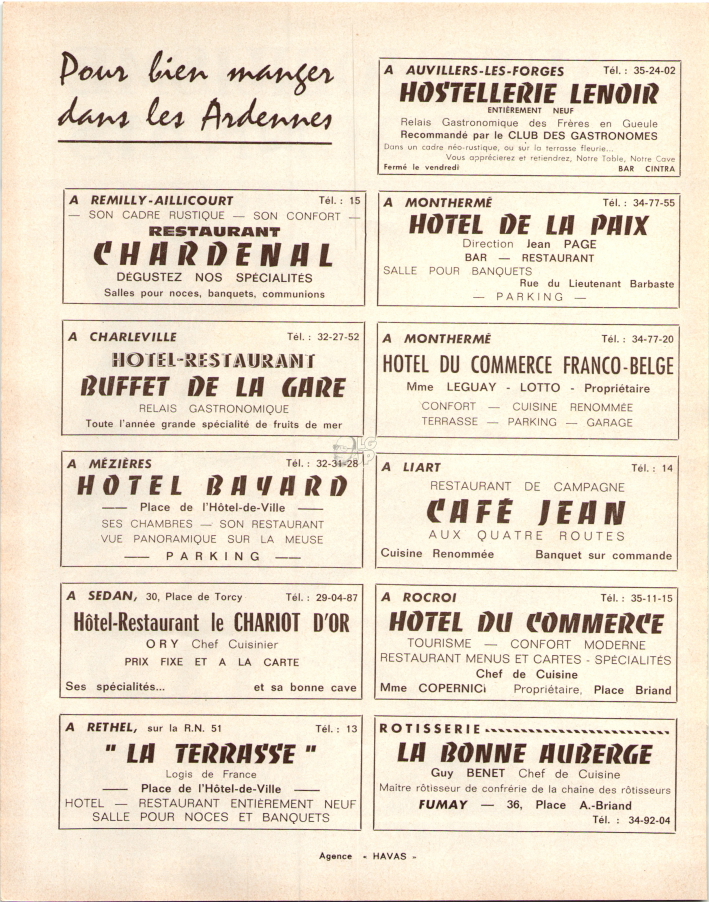 Pour bien manger
dans les Ardennes
A AUVILLERS-LES-FORGES Tél. : 35-24-02
HOSTELLERIE LENOIR
ENTIÈREMENT NEUF
Relais Gastronomique des Frères en Gueule
Recommandé par le CLUB DES GASTRONOMES
Dans un cadre néo-rustique, ou sur la terrasse fleurie...
Vous apprécierez et retiendrez, Notre Table, Notre Cave
Fermé le vendredi BAR CINTRA
A REMILLY-AILLICOURT Tél. : 15
— SON CADRE RUSTIQUE — SON CONFORT —
RESTAURANT
CHARDENAL
DÉGUSTEZ NOS SPÉCIALITÉS
Salles pour noces, banquets, communions
A MONTHERMÉ Tél. : 34-77-55
HOTEL DE LA PAIX
Direction Jean PAGE
BAR — RESTAURANT
SALLE POUR BANQUETS
Rue du Lieutenant Barbaste
— PARKING —
A CHARLEVILLE Tél. : 32-27-52
HOTEL-RESTAURANT
BUFFET DE LA GARE
RELAIS GASTRONOMIQUE
Toute l'année grande spécialité de fruits de mer
A MONTHERMÉ Tél. : 34-77-20
HOTEL DU COMMERCE FRANCO-BELGE
Mme LEGUAY - LOTTO - Propriétaire
CONFORT — CUISINE RENOMMÉE
TERRASSE — PARKING — GARAGE
A MÉZIÈRES Tél. : 32-31-28
HOTEL BAYARD
—— Place de l'Hôtel-de-Ville ——
SES CHAMBRES — SON RESTAURANT
VUE PANORAMIQUE SUR LA MEUSE
—— PARKING ——
A LIART Tél. : 14
RESTAURANT DE CAMPAGNE
CAFÉ JEAN
AUX QUATRE ROUTES
Cuisine Renommée Banquet sur commande
A SEDAN, 30, Place de Torcy Tél. : 29-04-87
Hôtel-Restaurant le CHARIOT D'OR
ORY Chef Cuisinier
PRIX FIXE ET A LA CARTE
Ses spécialités... et sa bonne cave
A ROCROI Tél. : 35-11-15
HOTEL DU COMMERCE
TOURISME — CONFORT MODERNE
RESTAURANT MENUS ET CARTES - SPÉCIALITÉS
Chef de Cuisine
Mme COPERNICI Propriétaire, Place Briand
A RETHEL, sur la R.N. 51 Tél. : 13
" LA TERRASSE "
Logis de France
—— Place de l'Hôtel-de-Ville ——
HOTEL — RESTAURANT ENTIÈREMENT NEUF
SALLE POUR NOCES ET BANQUETS
ROTISSERIE
LA BONNE AUBERGE
Guy BENET Chef de Cuisine
Maitre rôtisseur de confrérie de la chaîne des rôtisseurs
FUMAY — 36, Place A.-Briand
Tél. : 34-92-04
Agence « HAVAS »